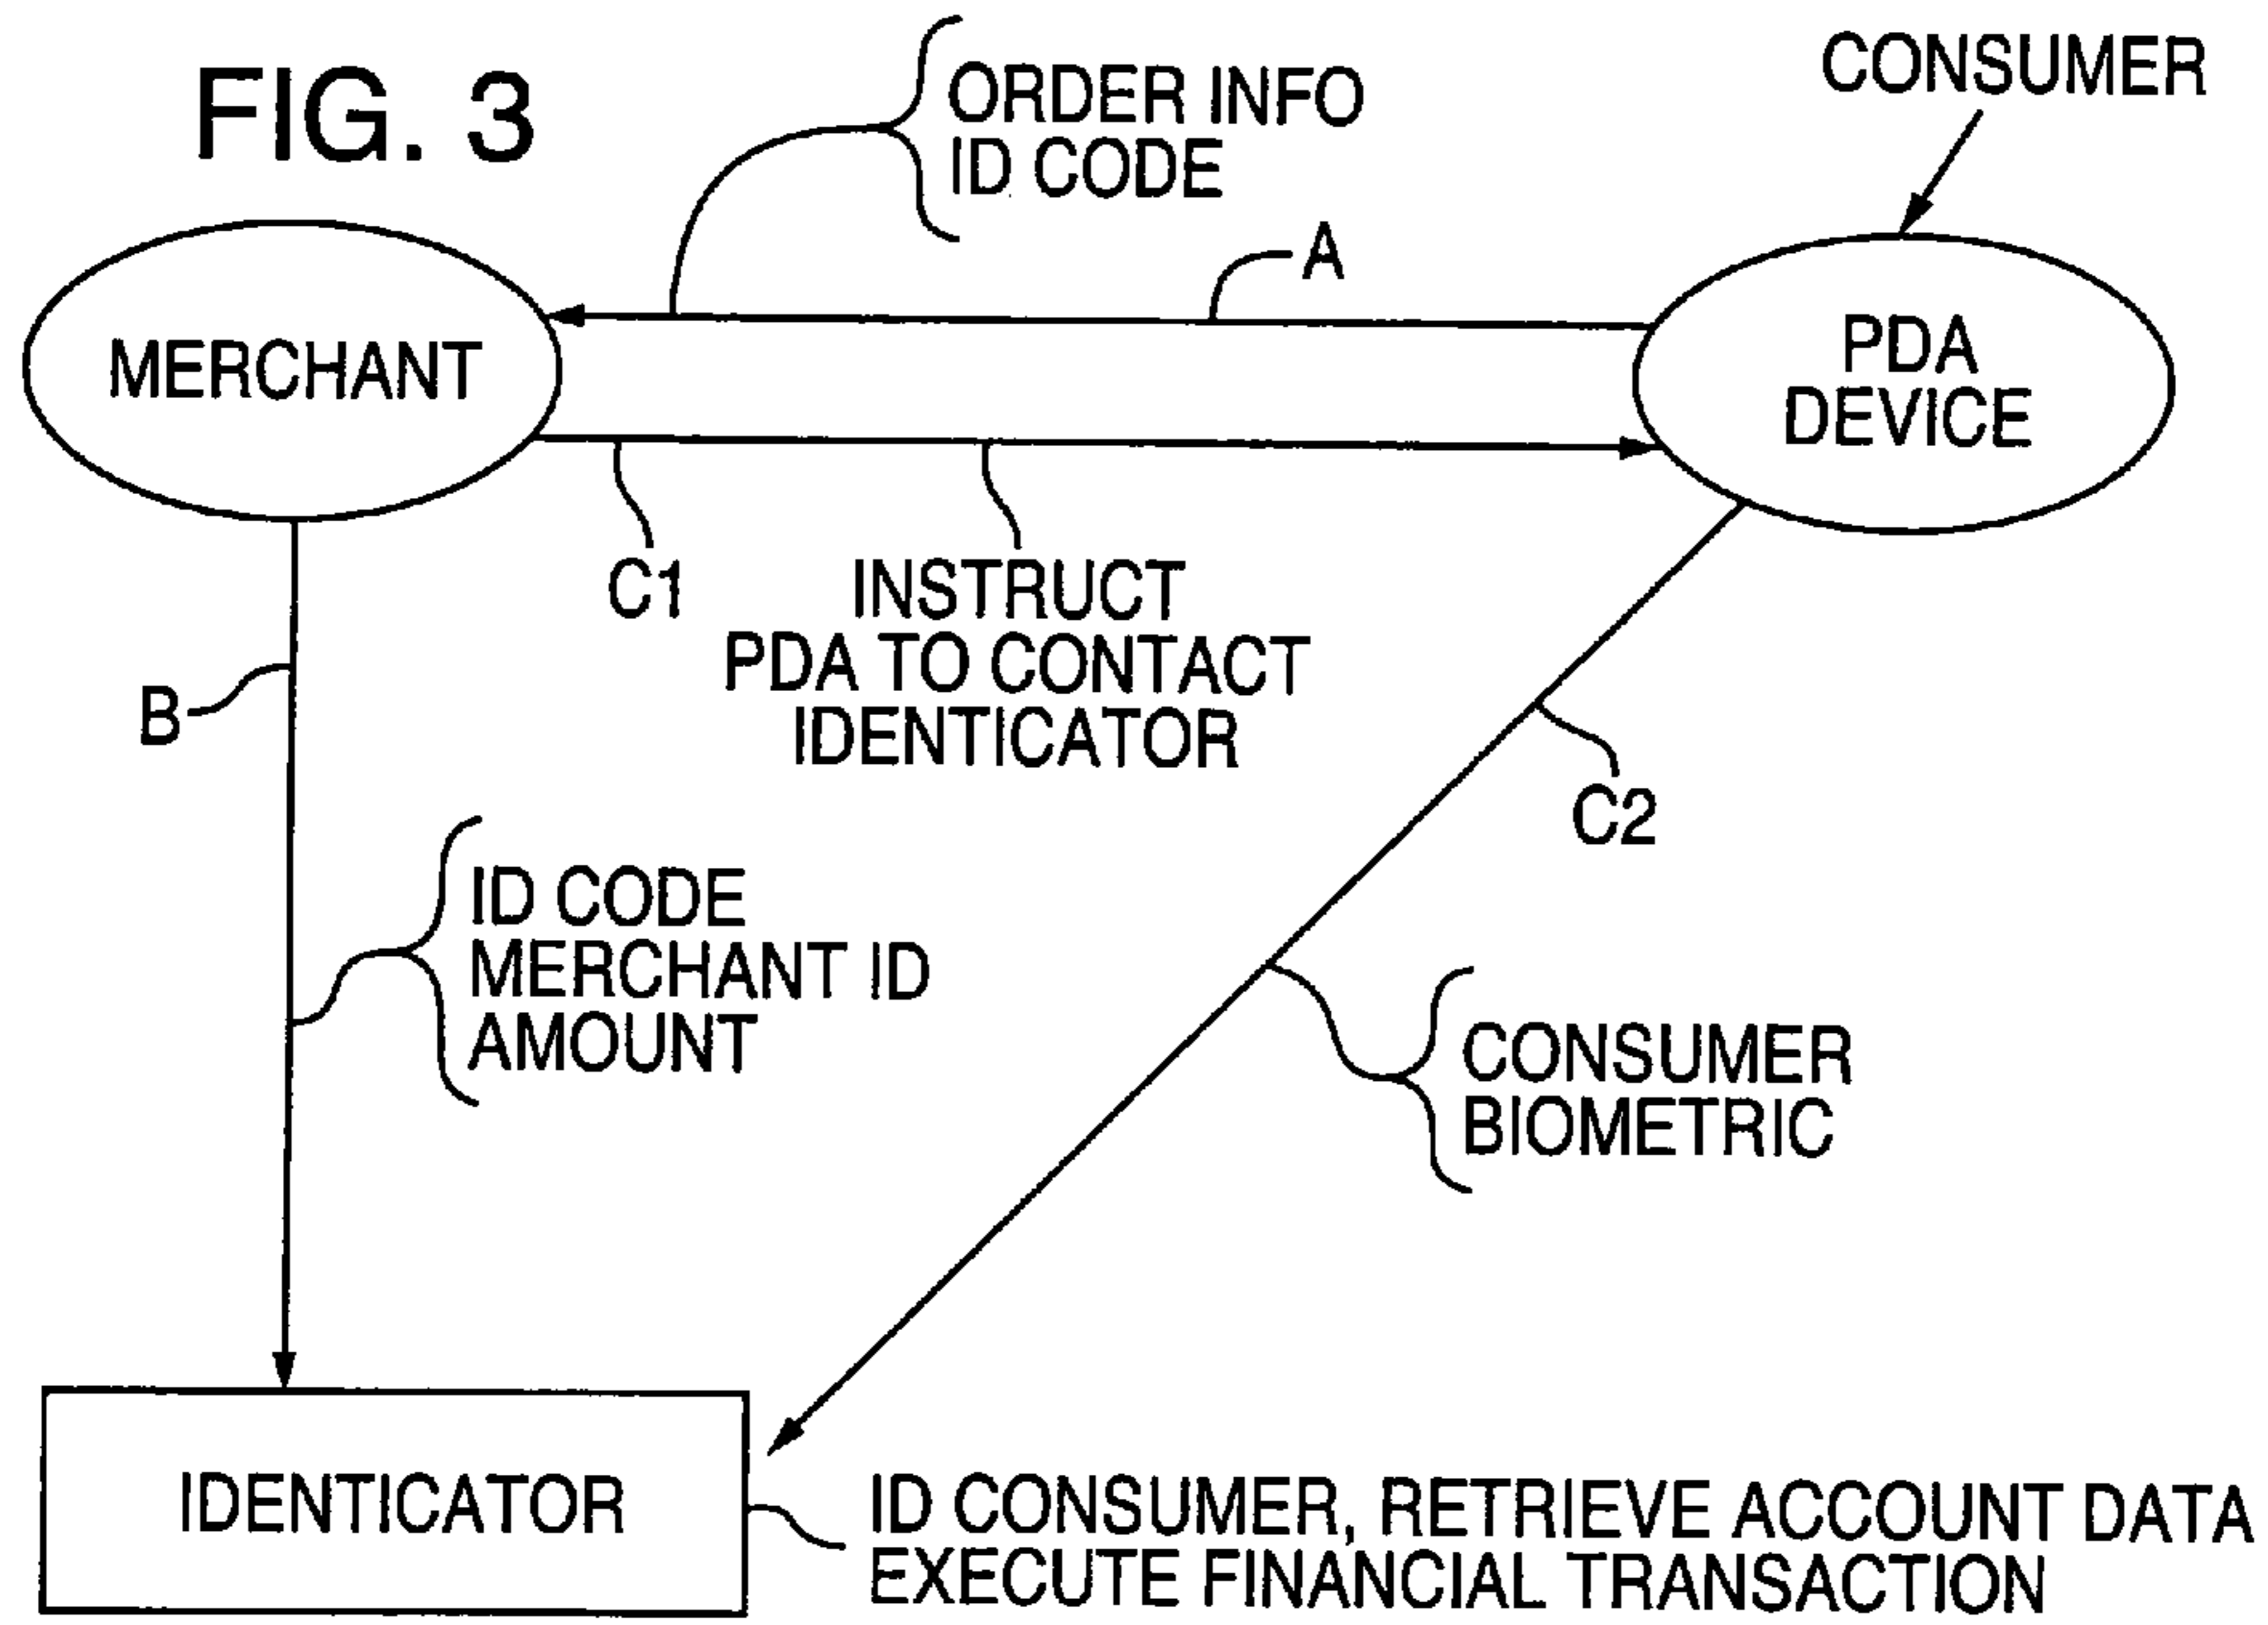 FIG. 3
ORDER INFO
ID CODE
CONSUMER
A
MERCHANT
PDA
DEVICE
C1
INSTRUCT
PDA TO CONTACT
IDENTICATOR
B
C2
ID CODE
MERCHANT ID
AMOUNT
CONSUMER
BIOMETRIC
IDENTICATOR
ID CONSUMER, RETRIEVE ACCOUNT DATA
EXECUTE FINANCIAL TRANSACTION